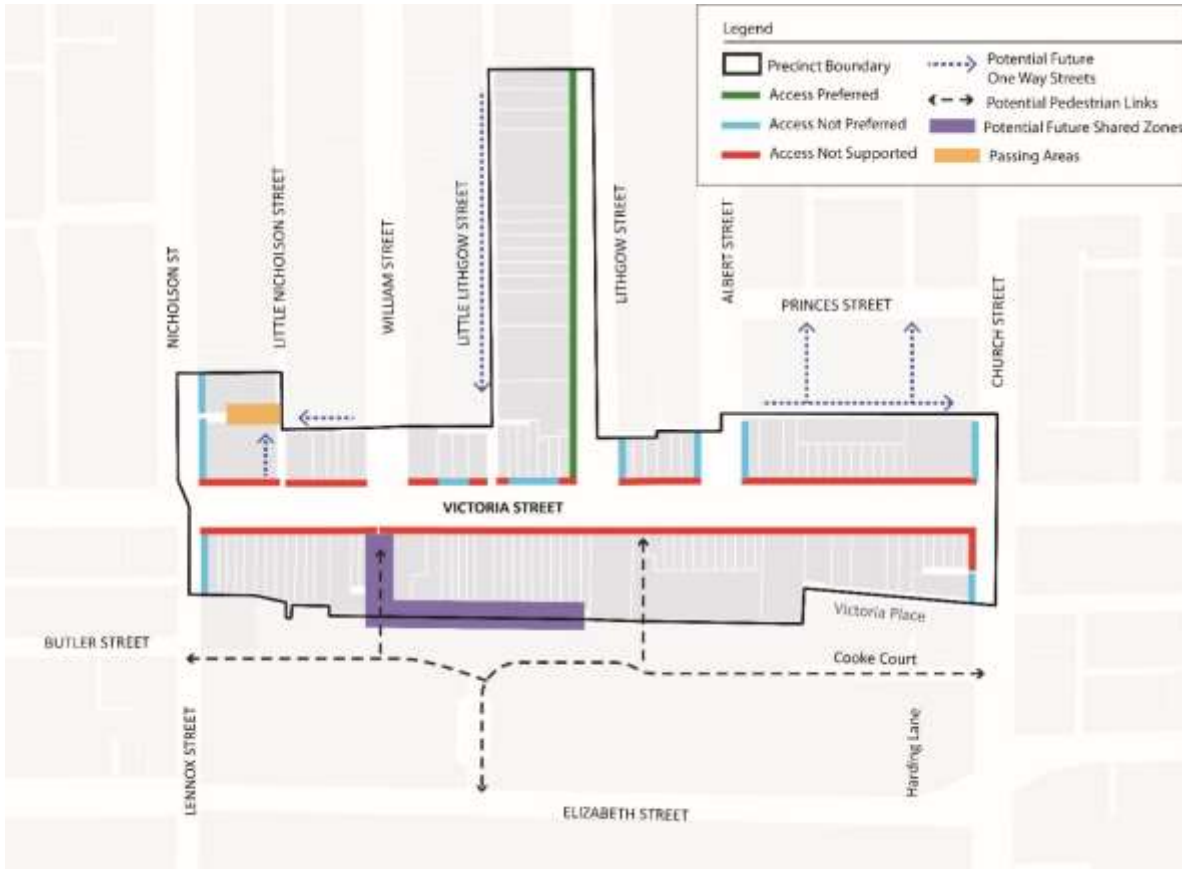 Legend
Precinct Boundary
Access Preferred
Access Not Preferred
Access Not Supported
Potential Future
One Way Streets
Potential Pedestrian Links
Potential Future Shared Zones
Passing Areas
NICHOLSON ST
LITTLE NICHOLSON STREET
WILLIAM STREET
LITTLE LITHGOW STREET
LITHGOW STREET
ALBERT STREET
PRINCES STREET
CHURCH STREET
VICTORIA STREET
Victoria Place
BUTLER STREET
Cooke Court
LENNOX STREET
Harding Lane
ELIZABETH STREET